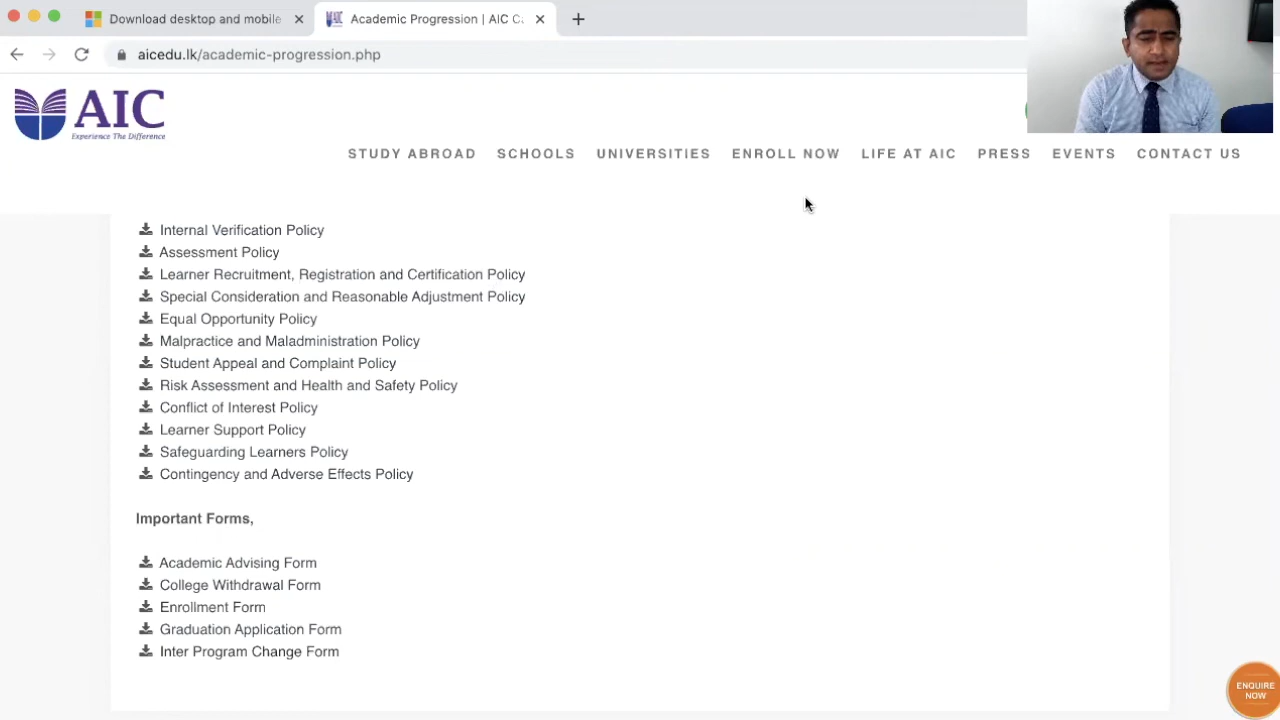 Download desktop and mobile
Academic Progression | AIC C
aicedu.lk/academic-progression.php
AIC
Experience The Difference
STUDY ABROAD SCHOOLS UNIVERSITIES ENROLL NOW LIFE AT AIC PRESS EVENTS CONTACT US
Internal Verification Policy
Assessment Policy
Learner Recruitment, Registration and Certification Policy
Special Consideration and Reasonable Adjustment Policy
Equal Opportunity Policy
Malpractice and Maladministration Policy
Student Appeal and Complaint Policy
Risk Assessment and Health and Safety Policy
Conflict of Interest Policy
Learner Support Policy
Safeguarding Learners Policy
Contingency and Adverse Effects Policy
Important Forms,
Academic Advising Form
College Withdrawal Form
Enrollment Form
Graduation Application Form
Inter Program Change Form
ENQUIRE
NOW